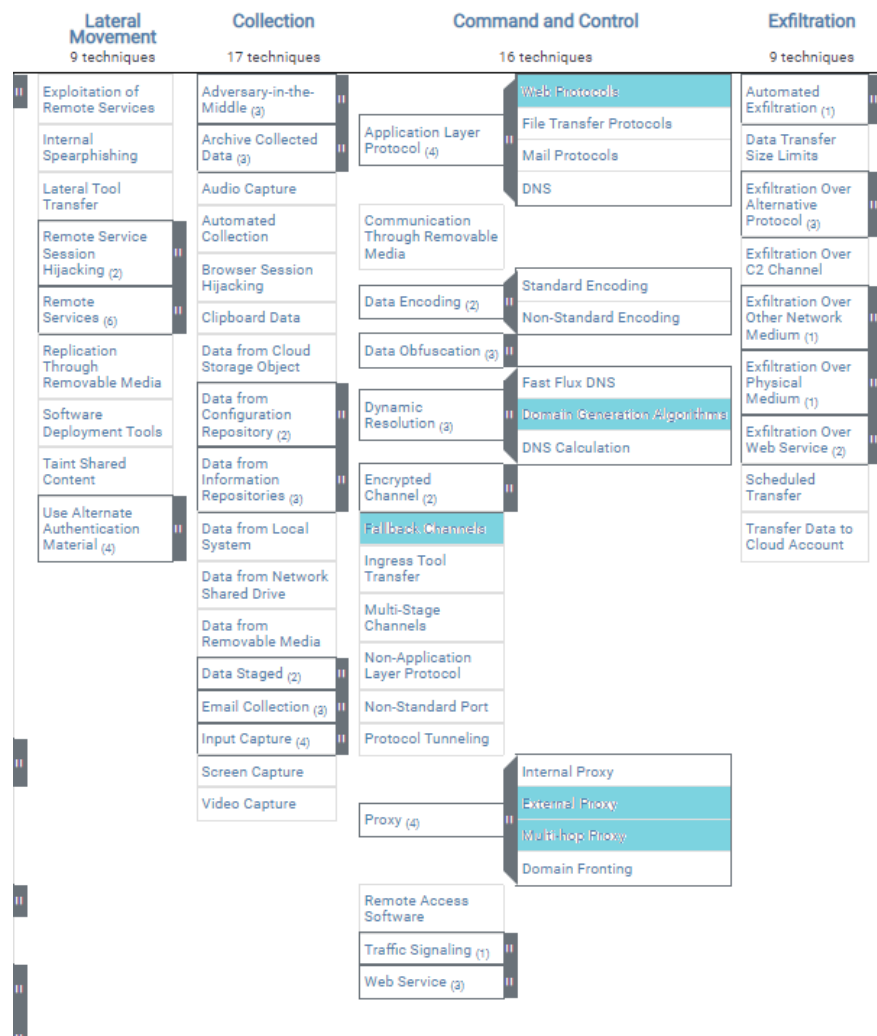 Lateral
Movement
9 techniques
Exploitation of
Remote Services
Internal
Spearphishing
Lateral Tool
Transfer
Remote Service
Session
Hijacking (2)
Remote
Services (6)
Replication
Through
Removable Media
Software
Deployment Tools
Taint Shared
Content
Use Alternate
Authentication
Material (4)
Collection
17 techniques
Adversary-in-the-
Middle (3)
Archive Collected
Data (3)
Audio Capture
Automated
Collection
Browser Session
Hijacking
Clipboard Data
Data from Cloud
Storage Object
Data from
Configuration
Repository (2)
Data from
Information
Repositories (3)
Data from Local
System
Data from Network
Shared Drive
Data from
Removable Media
Data Staged (2)
Email Collection (3)
Input Capture (4)
Screen Capture
Video Capture
Command and Control
16 techniques
Application Layer
Protocol (4)
Web Protocols
File Transfer Protocols
Mail Protocols
DNS
Communication
Through Removable
Media
Data Encoding (2)
Standard Encoding
Non-Standard Encoding
Data Obfuscation (3)
Dynamic
Resolution (3)
Fast Flux DNS
Domain Generation Algorithms
DNS Calculation
Encrypted
Channel (2)
Fallback Channels
Ingress Tool
Transfer
Multi-Stage
Channels
Non-Application
Layer Protocol
Non-Standard Port
Protocol Tunneling
Proxy (4)
Internal Proxy
External Proxy
Multi-hop Proxy
Domain Fronting
Remote Access
Software
Traffic Signaling (1)
Web Service (3)
Exfiltration
9 techniques
Automated
Exfiltration (1)
Data Transfer
Size Limits
Exfiltration Over
Alternative
Protocol (3)
Exfiltration Over
C2 Channel
Exfiltration Over
Other Network
Medium (1)
Exfiltration Over
Physical
Medium (1)
Exfiltration Over
Web Service (2)
Scheduled
Transfer
Transfer Data to
Cloud Account